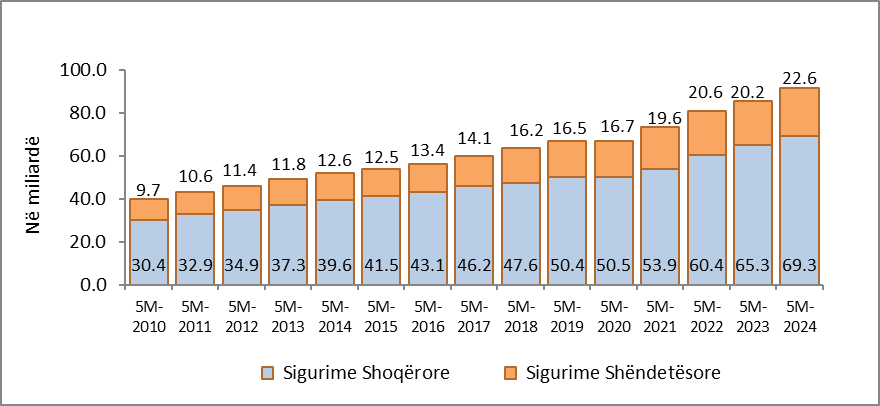 Në miliardë
100.0
80.0
60.0
40.0
20.0
0.0
9.7 10.6 11.4 11.8 12.6 12.5 13.4 14.1 16.2 16.5 16.7 19.6 20.6 20.2 22.6
30.4 32.9 34.9 37.3 39.6 41.5 43.1 46.2 47.6 50.4 50.5 53.9 60.4 65.3 69.3
5M- 5M- 5M- 5M- 5M- 5M- 5M- 5M- 5M- 5M- 5M- 5M- 5M- 5M- 5M-
2010 2011 2012 2013 2014 2015 2016 2017 2018 2019 2020 2021 2022 2023 2024
Sigurime Shoqërore Sigurime Shëndetësore